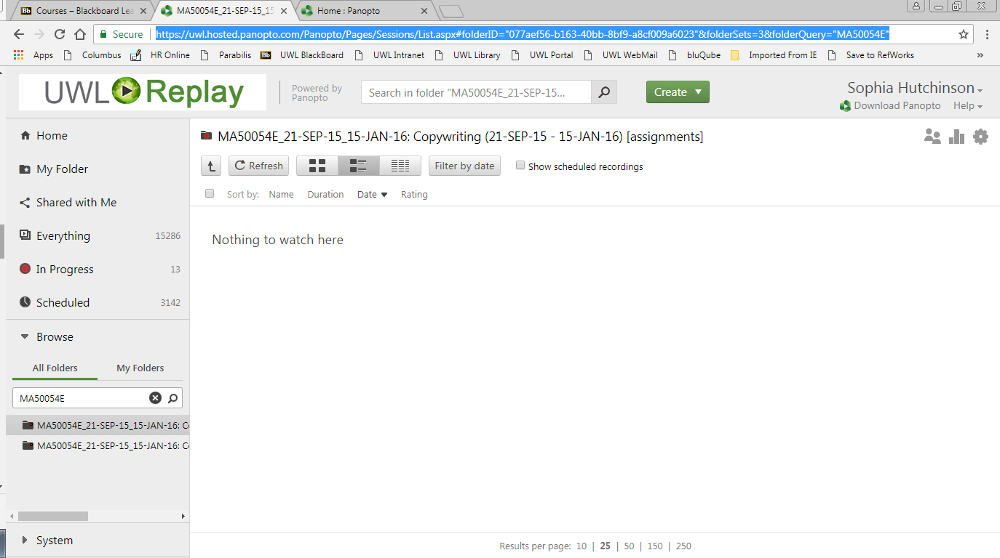 Courses – Blackboard Lea
MA50054E_21-SEP-15_15
Home : Panopto
Secure
https://uwl.hosted.panopto.com/Panopto/Pages/Sessions/List.aspx#folderID="077aef56-b163-40bb-8bf9-a8cf009a6023"&folderSets=3&folderQuery="MA50054E"
Apps Columbus HR Online Parabilis Bb UWL BlackBoard UWL Intranet UWL Library UWL Portal UWL WebMail bluQube Imported From IE Save to RefWorks »
UWL Replay
Powered by
Panopto
Search in folder "MA50054E_21-SEP-15...
Create
Sophia Hutchinson
Download Panopto Help
Home
My Folder
Shared with Me
Everything 15286
In Progress 13
Scheduled 3142
Browse
All Folders My Folders
MA50054E
MA50054E_21-SEP-15_15-JAN-16: Co
MA50054E_21-SEP-15_15-JAN-16: Co
System
MA50054E_21-SEP-15_15-JAN-16: Copywriting (21-SEP-15 - 15-JAN-16) [assignments]
Refresh
Filter by date
Show scheduled recordings
Sort by: Name Duration Date Rating
Nothing to watch here
Results per page: 10 | 25 | 50 | 150 | 250